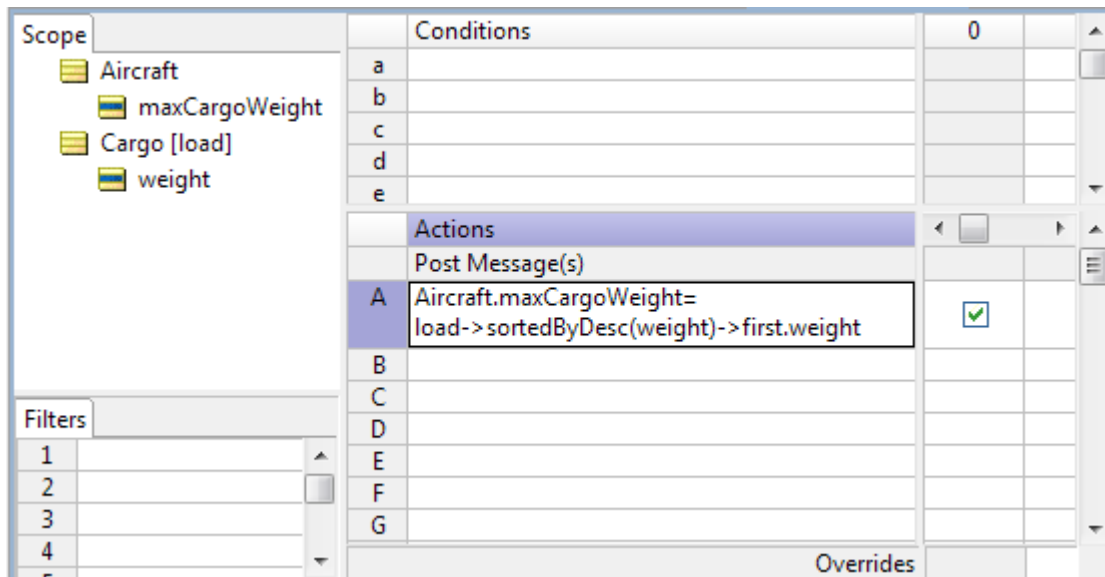 Scope
Aircraft
maxCargoWeight
Cargo [load]
weight
Filters
1
2
3
4
Conditions 0
a
b
c
d
e
Actions
Post Message(s)
A Aircraft.maxCargoWeight=
load->sortedByDesc(weight)->first.weight
B
C
D
E
F
G
Overrides